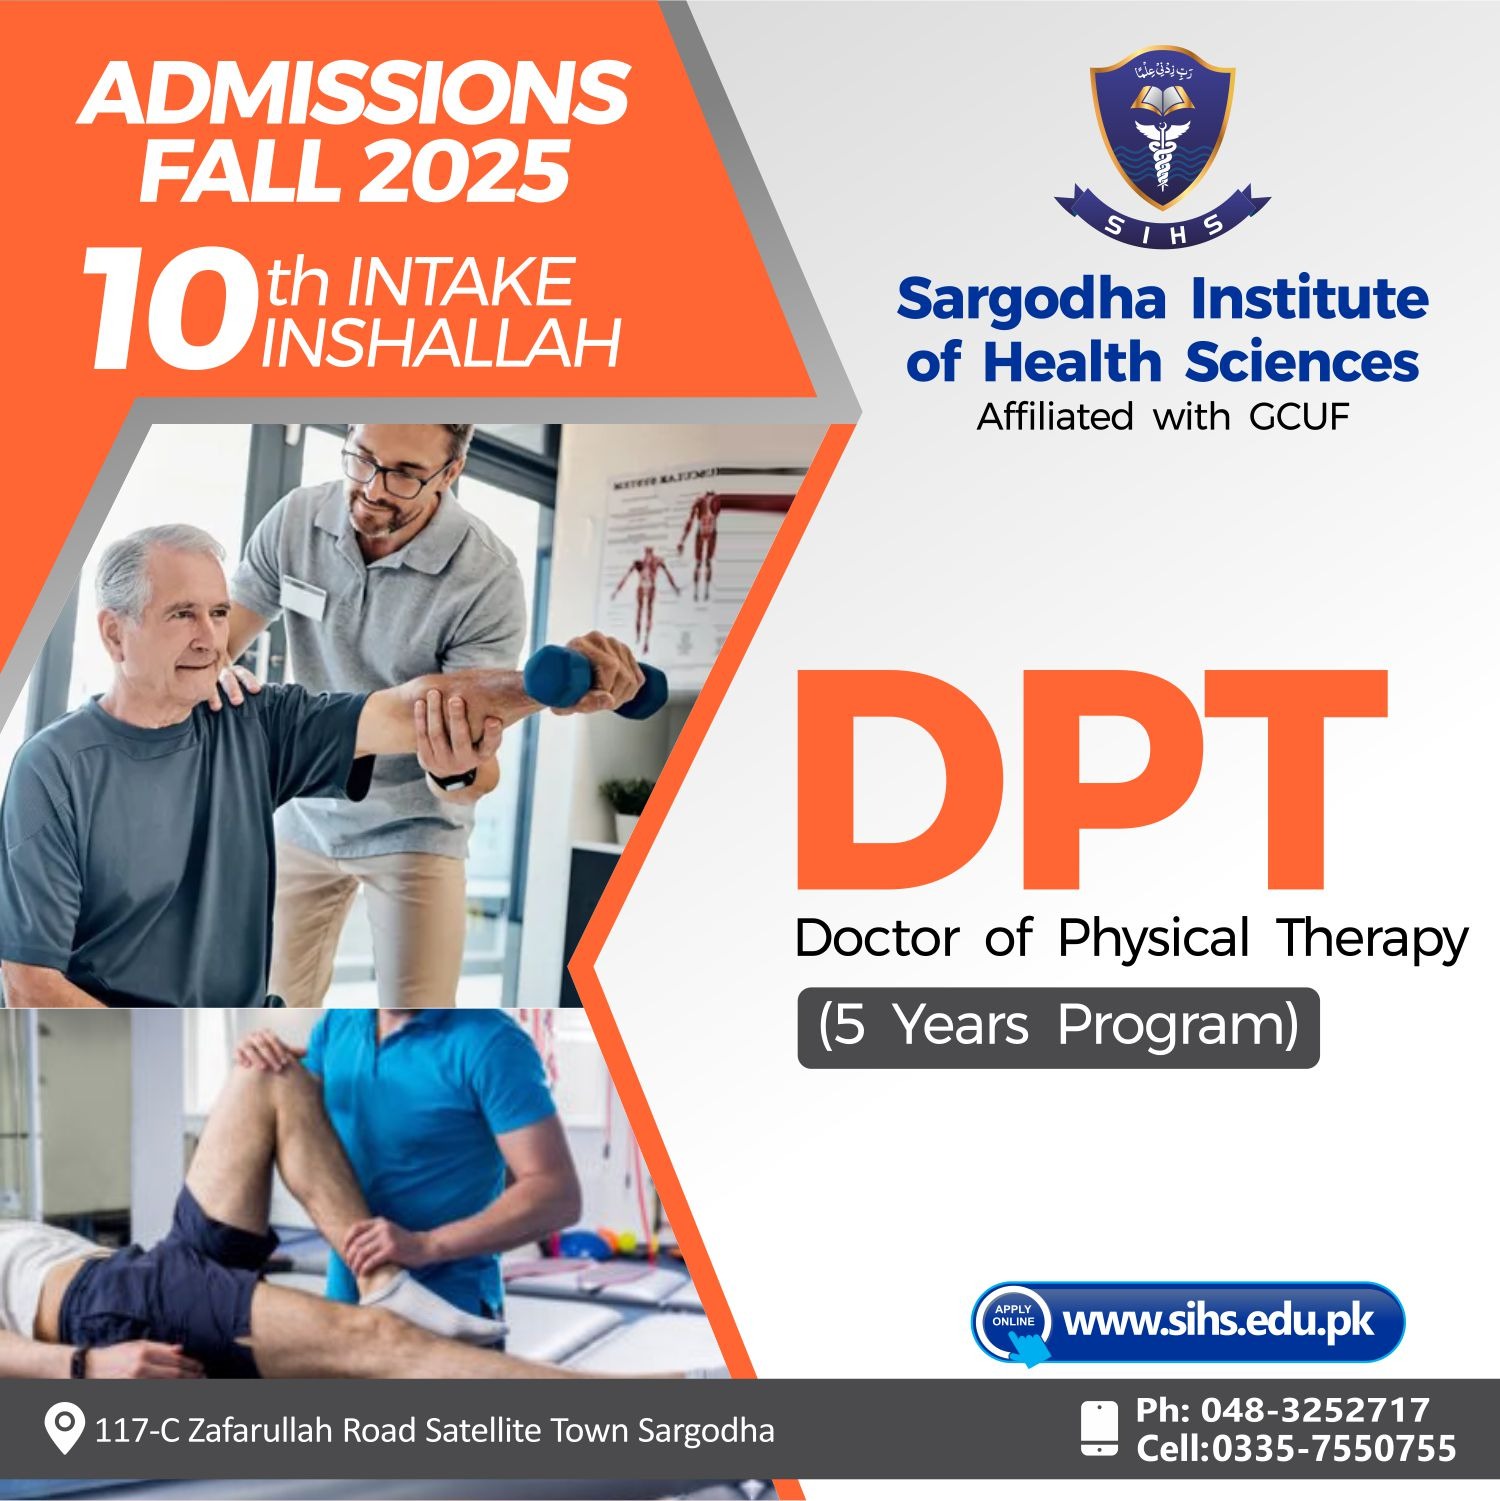 ADMISSIONS
FALL 2025
10th INTAKE
INSHALLAH
رَبِّ زِدْنِيْ عِلْمًا
SIHS
Sargodha Institute
of Health Sciences
Affiliated with GCUF
MUSCULAR SYSTEM
DPT
Doctor of Physical Therapy
(5 Years Program)
APPLY
ONLINE
www.sihs.edu.pk
117-C Zafarullah Road Satellite Town Sargodha
Ph: 048-3252717
Cell:0335-7550755